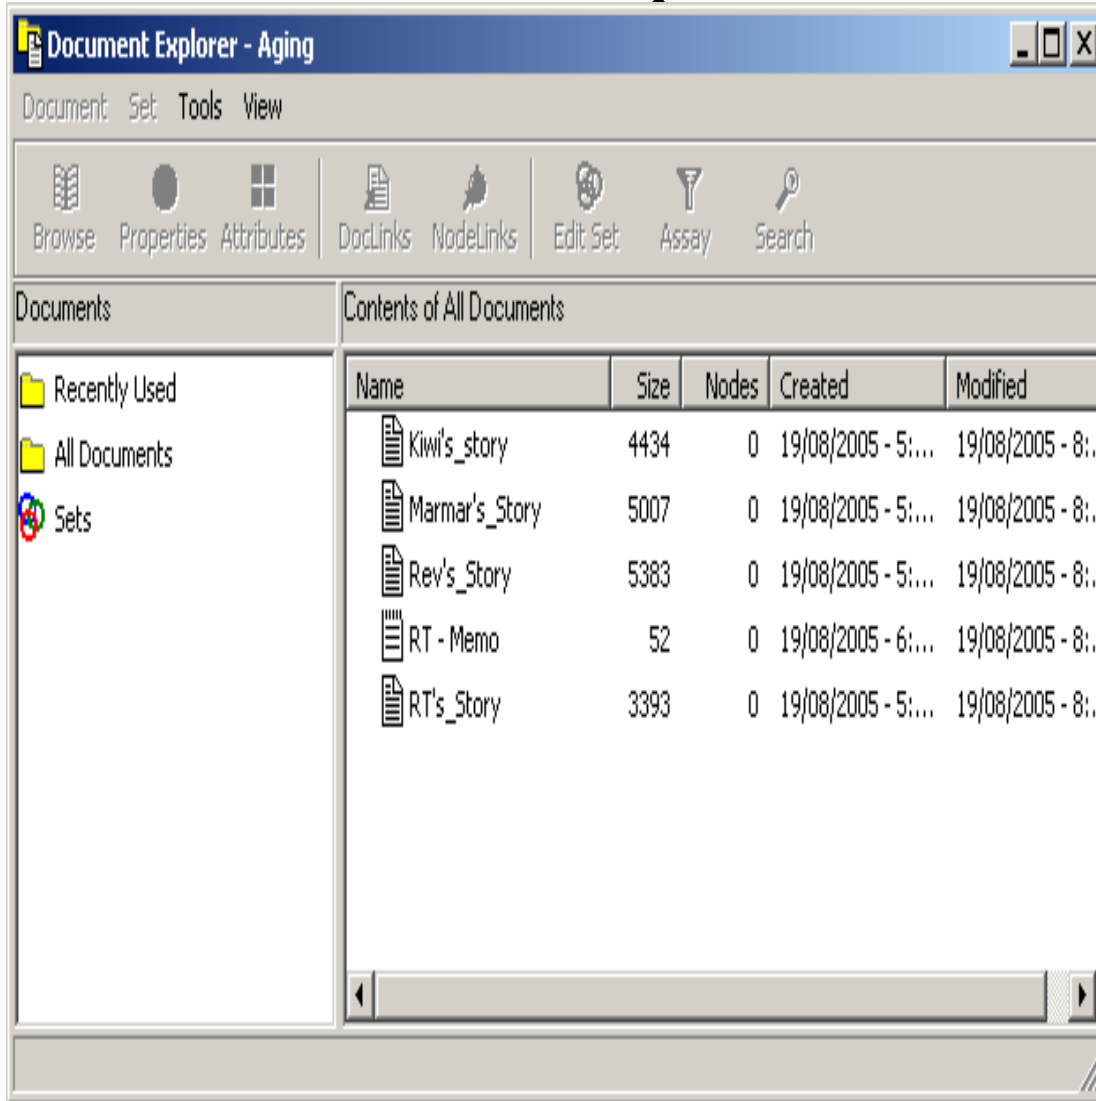 Document Explorer - Aging
Document Set Tools View
Browse Properties Attributes DocLinks NodeLinks Edit Set Assay Search
Documents
Contents of All Documents
Recently Used
All Documents
Sets
Name Size Nodes Created Modified
Kiwi's_story 4434 0 19/08/2005 - 5:... 19/08/2005 - 8:.
Marmar's_Story 5007 0 19/08/2005 - 5:... 19/08/2005 - 8:.
Rev's_Story 5383 0 19/08/2005 - 5:... 19/08/2005 - 8:.
RT - Memo 52 0 19/08/2005 - 6:... 19/08/2005 - 8:.
RT's_Story 3393 0 19/08/2005 - 5:... 19/08/2005 - 8:.